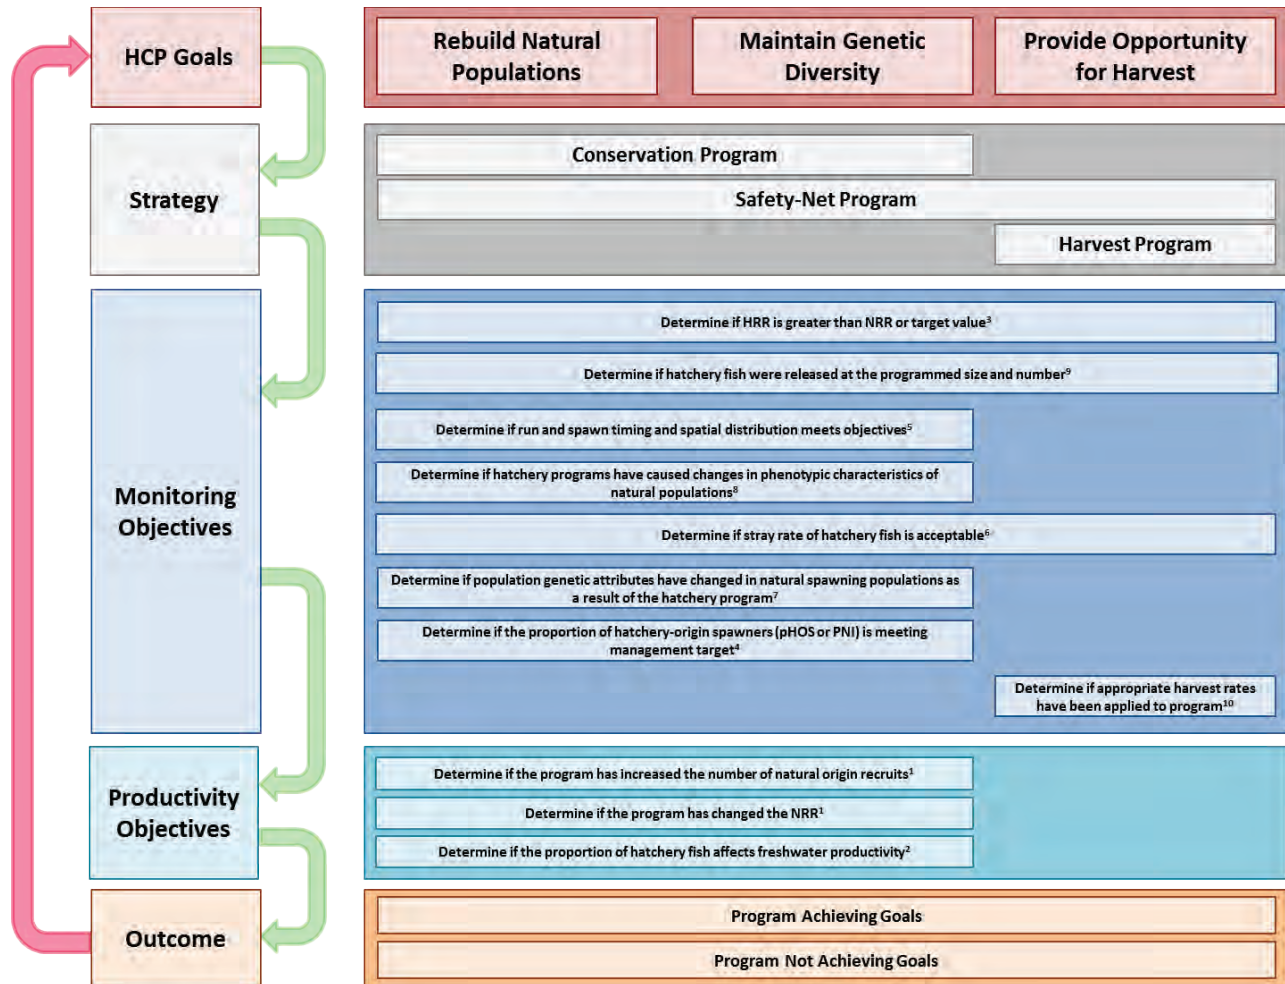 HCP Goals
Rebuild Natural
Populations
Maintain Genetic
Diversity
Provide Opportunity
for Harvest
Strategy
Conservation Program
Safety-Net Program
Harvest Program
Monitoring
Objectives
Determine if HRR is greater than NRR or target value³
Determine if hatchery fish were released at the programmed size and number⁹
Determine if run and spawn timing and spatial distribution meets objectives⁵
Determine if hatchery programs have caused changes in phenotypic characteristics of
natural populations⁸
Determine if stray rate of hatchery fish is acceptable⁶
Determine if population genetic attributes have changed in natural spawning populations as
a result of the hatchery program⁷
Determine if the proportion of hatchery-origin spawners (pHOS or PNI) is meeting
management target⁴
Determine if appropriate harvest rates
have been applied to program¹⁰
Productivity
Objectives
Determine if the program has increased the number of natural origin recruits¹
Determine if the program has changed the NRR¹
Determine if the proportion of hatchery fish affects freshwater productivity²
Outcome
Program Achieving Goals
Program Not Achieving Goals